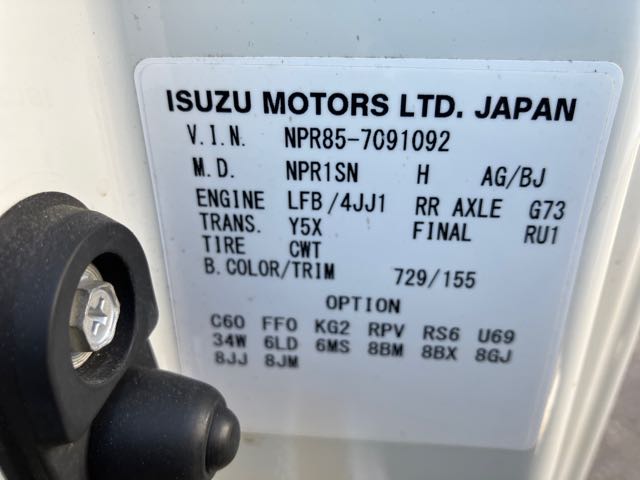 ISUZU MOTORS LTD. JAPAN
V.I.N. NPR85-7091092
M.D. NPR1SN H AG/BJ
ENGINE LFB/4JJ1 RR AXLE G73
TRANS. Y5X FINAL RU1
TIRE CWT
B.COLOR/TRIM 729/155
OPTION
C60 FFO KG2 RPV RS6 U69
34W 6LD 6MS 8BM 8BX 8GJ
8JJ 8JM